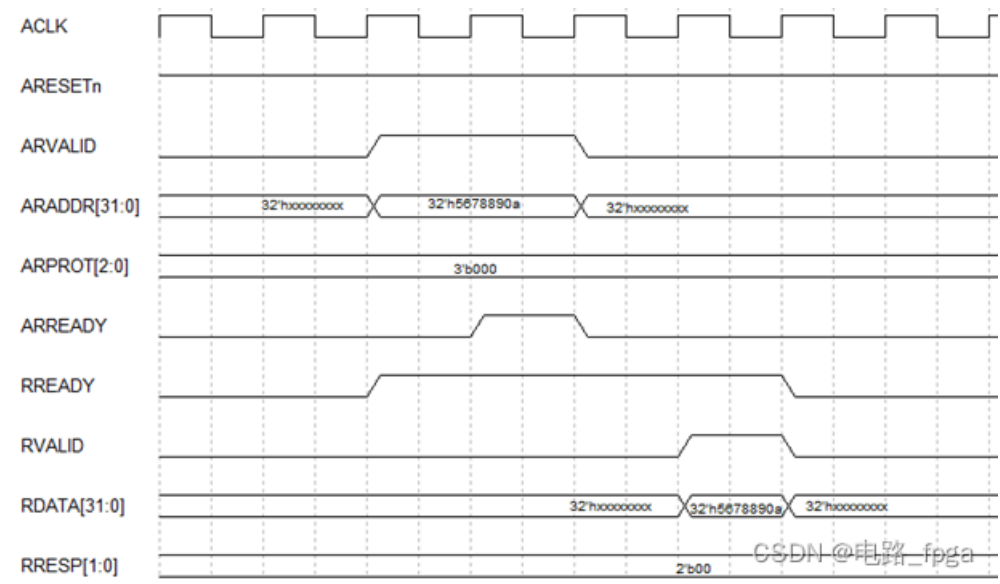 ACLK
ARESETn
ARVALID
ARADDR[31:0] 32'hxxxxxxxx 32'h5678890a 32'hxxxxxxxx
ARPROT[2:0] 3'b000
ARREADY
RREADY
RVALID
RDATA[31:0] 32'hxxxxxxxx 32'h5678890a 32'hxxxxxxxx
RRESP[1:0] 2'b00
CSDN @电路_fpga